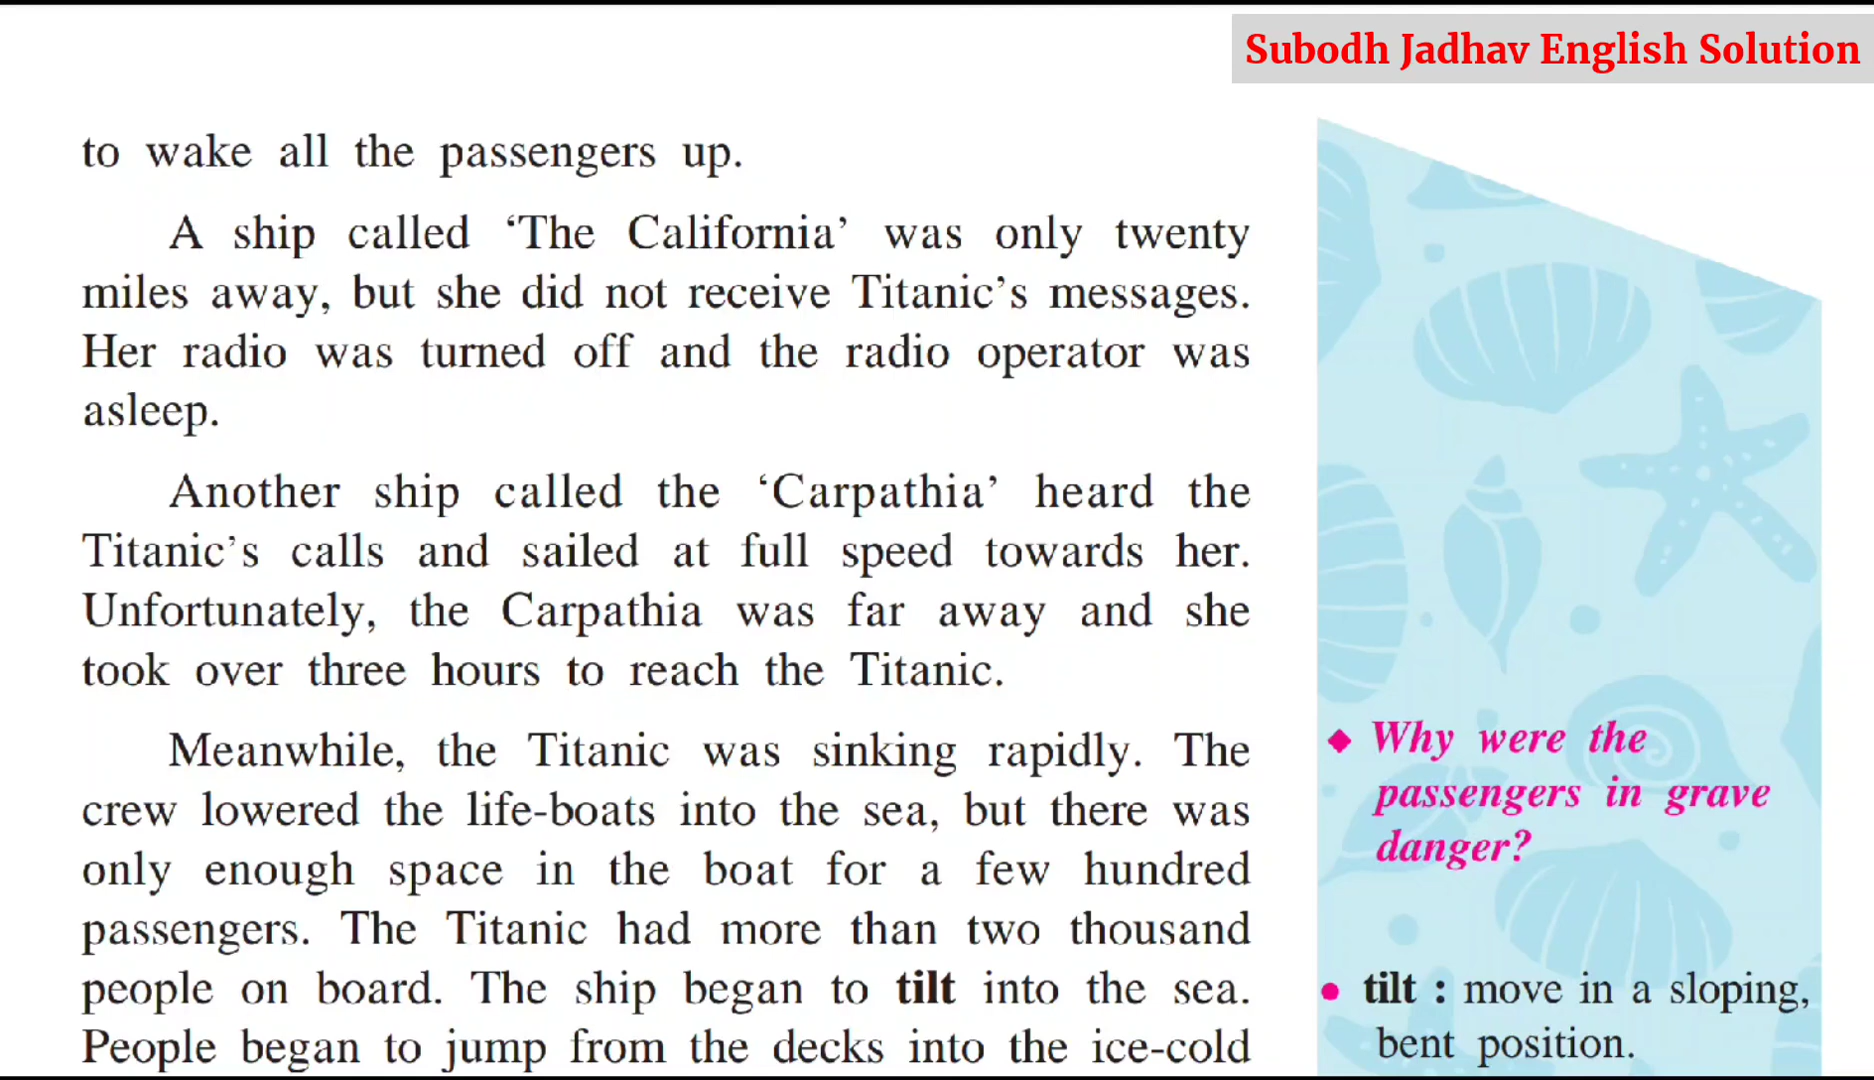 Subodh Jadhav English Solution
to wake all the passengers up.
A ship called ‘The California’ was only twenty
miles away, but she did not receive Titanic’s messages.
Her radio was turned off and the radio operator was
asleep.
Another ship called the ‘Carpathia’ heard the
Titanic’s calls and sailed at full speed towards her.
Unfortunately, the Carpathia was far away and she
took over three hours to reach the Titanic.
Meanwhile, the Titanic was sinking rapidly. The
crew lowered the life-boats into the sea, but there was
only enough space in the boat for a few hundred
passengers. The Titanic had more than two thousand
people on board. The ship began to tilt into the sea.
People began to jump from the decks into the ice-cold
◆ Why were the
passengers in grave
danger?
• tilt : move in a sloping,
bent position.